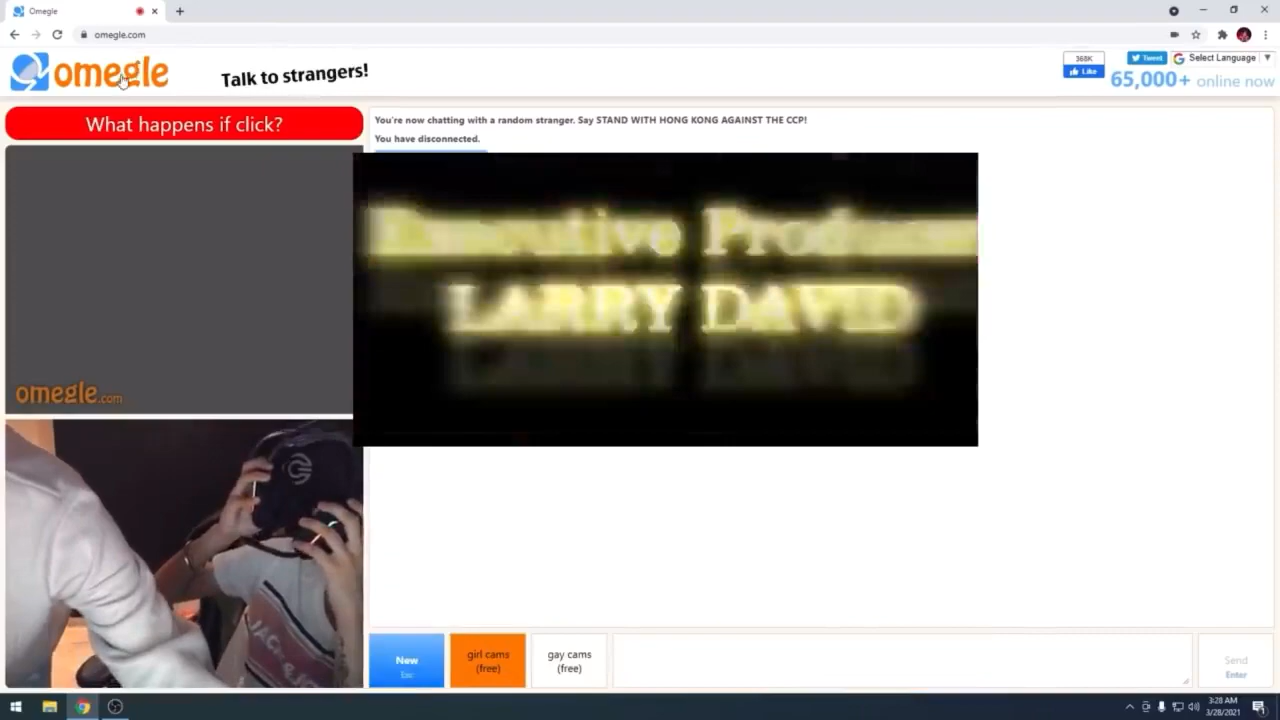 Omegle
omegle.com
omegle
Talk to strangers!
368K
Like
Tweet
Select Language
65,000+ online now
What happens if click?
You're now chatting with a random stranger. Say STAND WITH HONG KONG AGAINST THE CCP!
You have disconnected.
Executive Producer
LARRY DAVID
omegle.com
New
Esc
girl cams
(free)
gay cams
(free)
Send
Enter
3:28 AM
3/28/2021